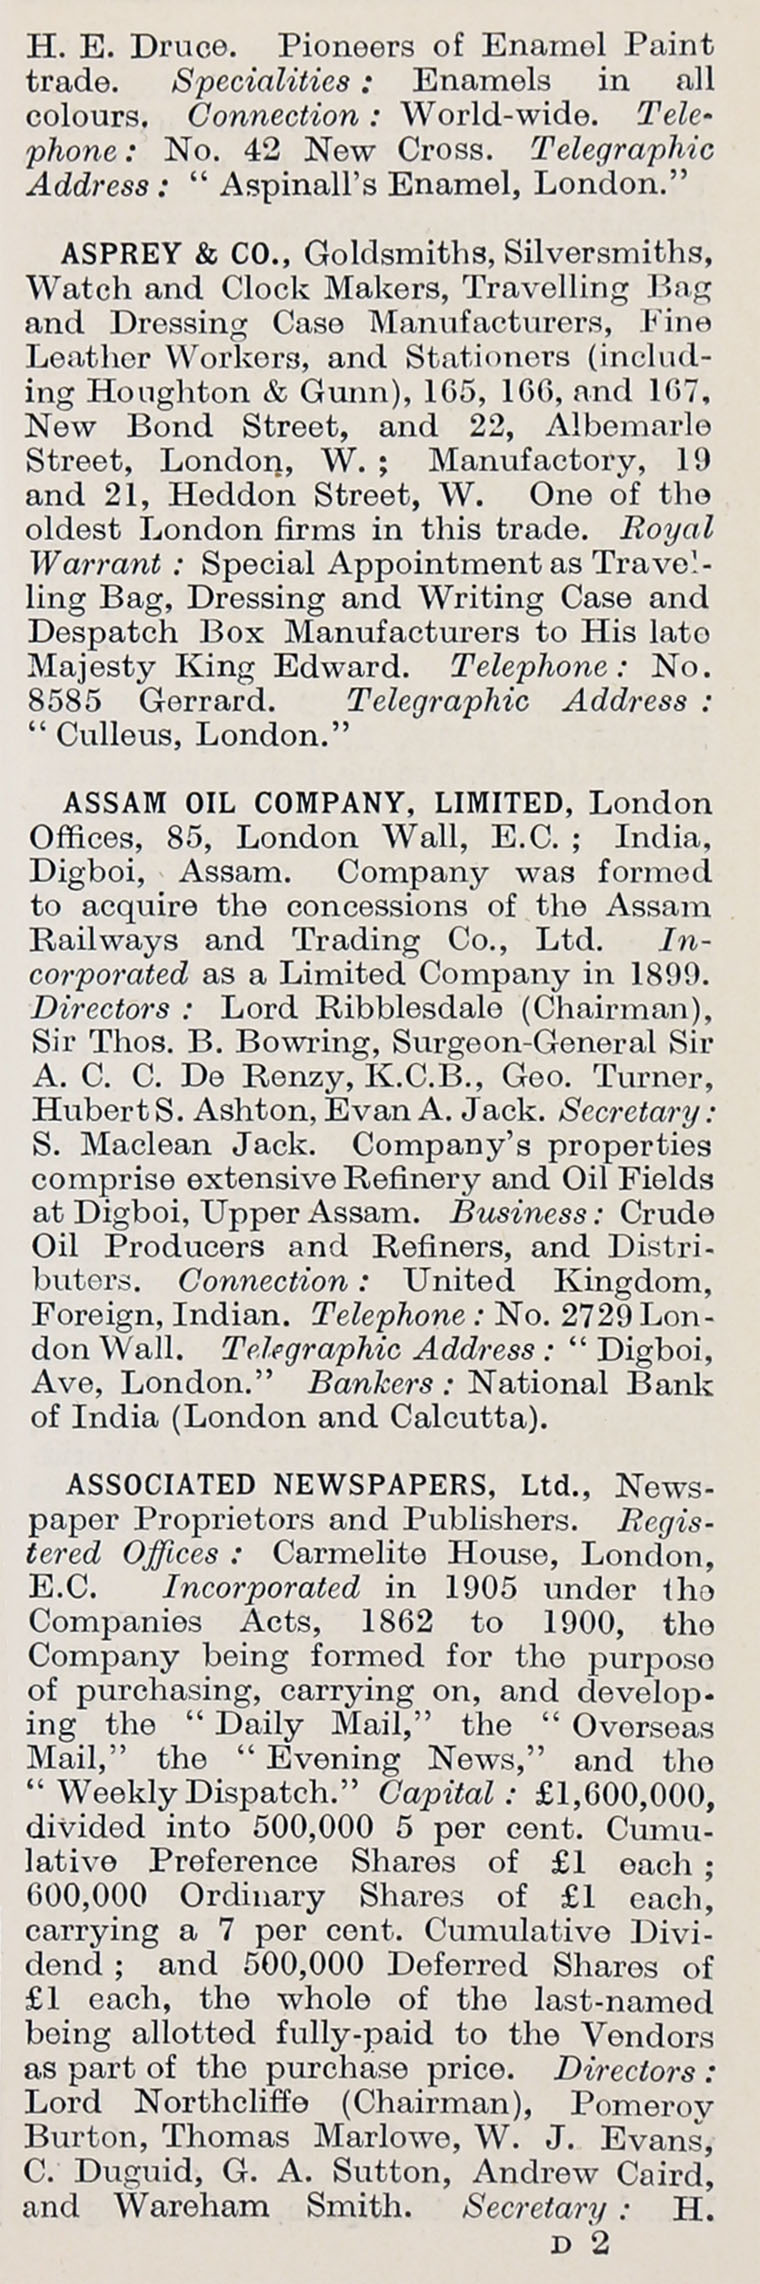 H. E. Druce. Pioneers of Enamel Paint
trade. Specialities : Enamels in all
colours. Connection : World-wide. Tele-
phone : No. 42 New Cross. Telegraphic
Address : “ Aspinall’s Enamel, London.”
ASPREY & CO., Goldsmiths, Silversmiths,
Watch and Clock Makers, Travelling Bag
and Dressing Case Manufacturers, Fine
Leather Workers, and Stationers (includ-
ing Houghton & Gunn), 165, 166, and 167,
New Bond Street, and 22, Albemarle
Street, London, W. ; Manufactory, 19
and 21, Heddon Street, W. One of the
oldest London firms in this trade. Royal
Warrant : Special Appointment as Travel-
ling Bag, Dressing and Writing Case and
Despatch Box Manufacturers to His late
Majesty King Edward. Telephone : No.
8585 Gerrard. Telegraphic Address :
“ Culleus, London.”
ASSAM OIL COMPANY, LIMITED, London
Offices, 85, London Wall, E.C. ; India,
Digboi, Assam. Company was formed
to acquire the concessions of the Assam
Railways and Trading Co., Ltd. In-
corporated as a Limited Company in 1899.
Directors : Lord Ribblesdale (Chairman),
Sir Thos. B. Bowring, Surgeon-General Sir
A. C. C. De Renzy, K.C.B., Geo. Turner,
Hubert S. Ashton, Evan A. Jack. Secretary :
S. Maclean Jack. Company’s properties
comprise extensive Refinery and Oil Fields
at Digboi, Upper Assam. Business : Crude
Oil Producers and Refiners, and Distri-
buters. Connection : United Kingdom,
Foreign, Indian. Telephone : No. 2729 Lon-
don Wall. Telegraphic Address : “ Digboi,
Ave, London.” Bankers : National Bank
of India (London and Calcutta).
ASSOCIATED NEWSPAPERS, Ltd., News-
paper Proprietors and Publishers. Regis-
tered Offices : Carmelite House, London,
E.C. Incorporated in 1905 under the
Companies Acts, 1862 to 1900, the
Company being formed for the purpose
of purchasing, carrying on, and develop-
ing the “ Daily Mail,” the “ Overseas
Mail,” the “ Evening News,” and the
“ Weekly Dispatch.” Capital : £1,600,000,
divided into 500,000 5 per cent. Cumu-
lative Preference Shares of £1 each ;
600,000 Ordinary Shares of £1 each,
carrying a 7 per cent. Cumulative Divi-
dend ; and 500,000 Deferred Shares of
£1 each, the whole of the last-named
being allotted fully-paid to the Vendors
as part of the purchase price. Directors :
Lord Northcliffe (Chairman), Pomeroy
Burton, Thomas Marlowe, W. J. Evans,
C. Duguid, G. A. Sutton, Andrew Caird,
and Wareham Smith. Secretary : H.
D 2